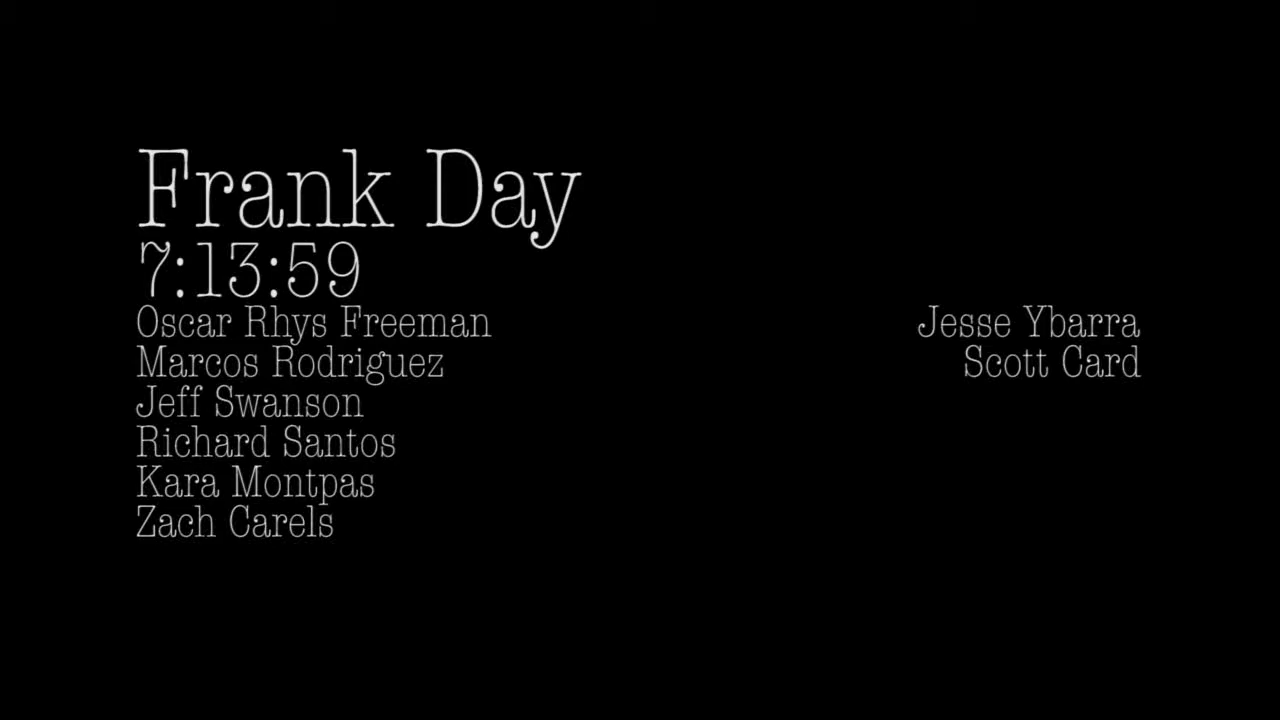 Frank Day
7:13:59
Oscar Rhys Freeman
Marcos Rodriguez
Jeff Swanson
Richard Santos
Kara Montpas
Zach Carels
Jesse Ybarra
Scott Card